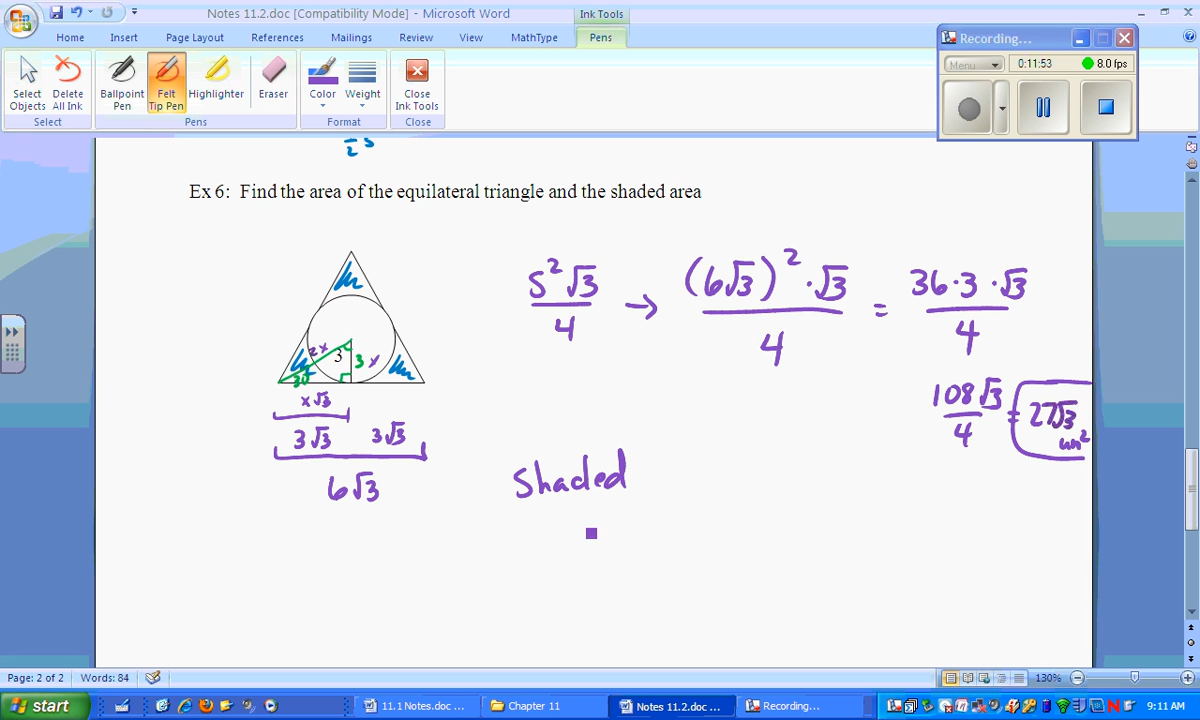 Notes 11.2.doc [Compatibility Mode] - Microsoft Word
Ink Tools
Home Insert Page Layout References Mailings Review View MathType Pens
Recording...
Menu 0:11:53 8.0 fps
Select Objects
Delete All Ink
Ballpoint Pen
Felt Tip Pen
Highlighter
Eraser
Color
Weight
Close Ink Tools
Select Pens Format Close
1/2 s
Ex 6: Find the area of the equilateral triangle and the shaded area
s²√3/4 → (6√3)²·√3/4 = 36·3·√3/4
2x 3 3 x
30
x√3
108√3/4 = 27√3 un²
3√3 3√3
6√3
Shaded
Page: 2 of 2 Words: 84 130%
start 11.1 Notes.doc ... Chapter 11 Notes 11.2.doc ... Recording... 9:11 AM